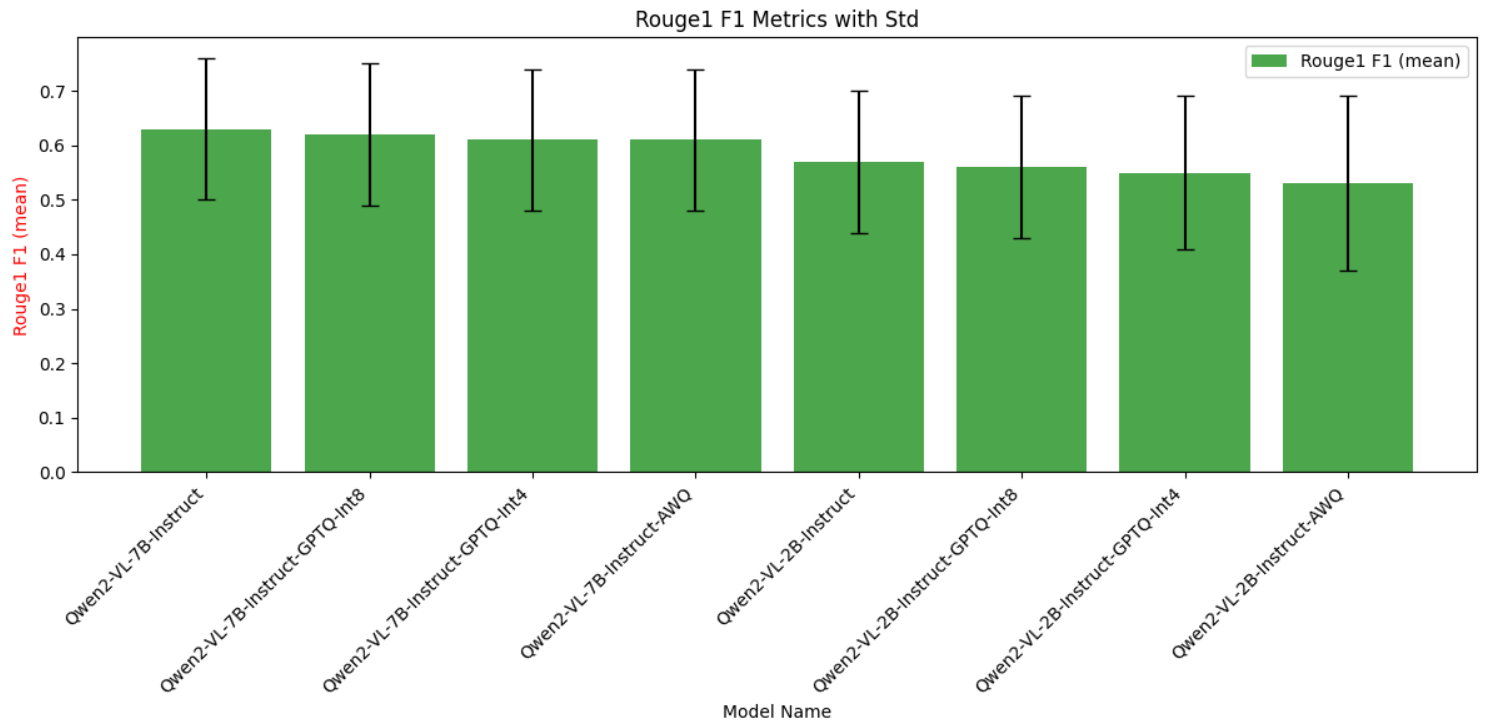 Rouge1 F1 Metrics with Std
Rouge1 F1 (mean)
Rouge1 F1 (mean)
0.7
0.6
0.5
0.4
0.3
0.2
0.1
0.0
Qwen2-VL-7B-Instruct
Qwen2-VL-7B-Instruct-GPTQ-Int8
Qwen2-VL-7B-Instruct-GPTQ-Int4
Qwen2-VL-7B-Instruct-AWQ
Qwen2-VL-2B-Instruct
Qwen2-VL-2B-Instruct-GPTQ-Int8
Qwen2-VL-2B-Instruct-GPTQ-Int4
Qwen2-VL-2B-Instruct-AWQ
Model Name